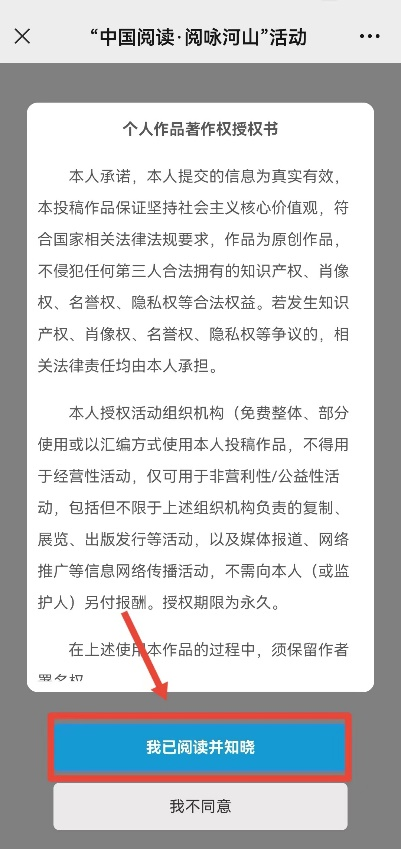 “中国阅读·阅咏河山”活动
个人作品著作权授权书
本人承诺，本人提交的信息为真实有效，
本投稿作品保证坚持社会主义核心价值观，符
合国家相关法律法规要求，作品为原创作品，
不侵犯任何第三人合法拥有的知识产权、肖像
权、名誉权、隐私权等合法权益。若发生知识
产权、肖像权、名誉权、隐私权等争议的，相
关法律责任均由本人承担。
本人授权活动组织机构（免费整体、部分
使用或以汇编方式使用本人投稿作品，不得用
于经营性活动，仅可用于非营利性/公益性活
动，包括但不限于上述组织机构负责的复制、
展览、出版发行等活动，以及媒体报道、网络
推广等信息网络传播活动，不需向本人（或监
护人）另付报酬。授权期限为永久。
在上述使用本作品的过程中，须保留作者
署名权
我已阅读并知晓
我不同意